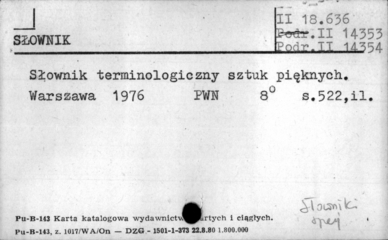 II 18.636
Podr. II 14353
SŁOWNIK
Podr. II 14354
Słownik terminologiczny sztuk pięknych.
Warszawa 1976 PWN 8° s.522,il.
Słowniki
Pu-B-143 Karta katalogowa wydawnictw artych i ciągłych.
Pu-B-143, z. 1017/WA/On — DZG - 1501-1-373 22.8.80 1.800.000